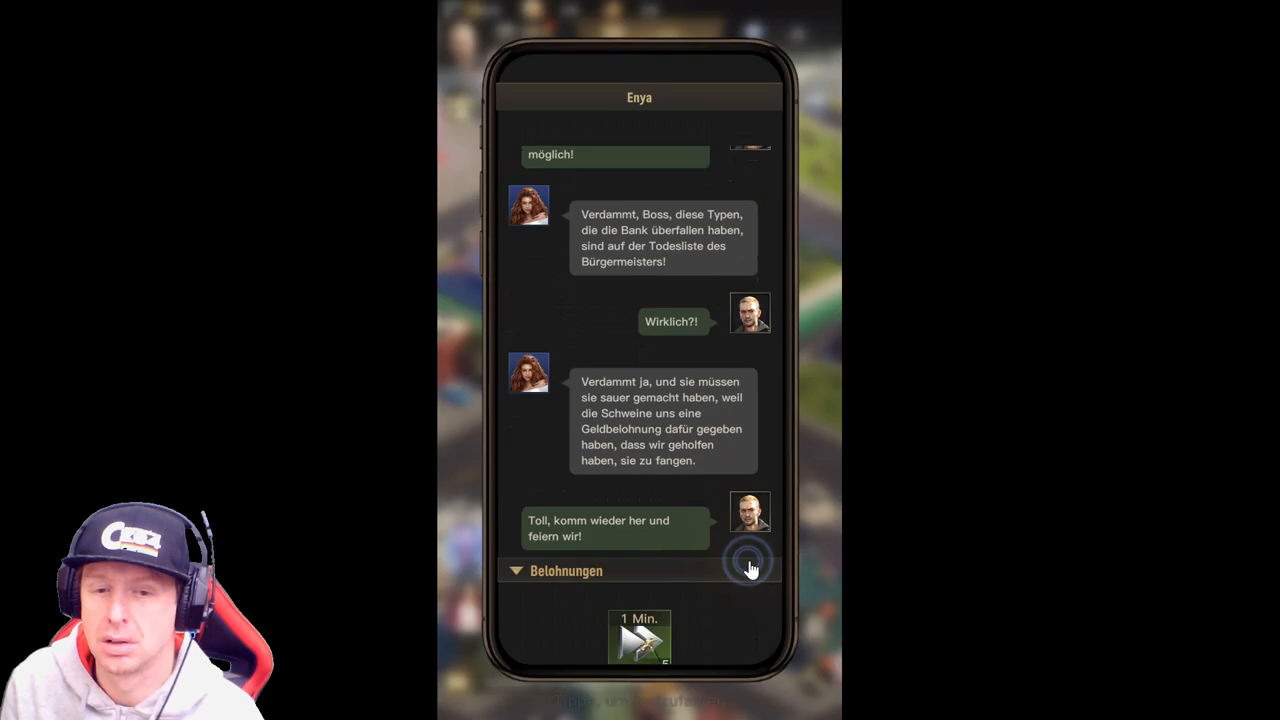 Enya
möglich!
Verdammt, Boss, diese Typen,
die die Bank überfallen haben,
sind auf der Todesliste des
Bürgermeisters!
Wirklich?!
Verdammt ja, und sie müssen
sie sauer gemacht haben, weil
die Schweine uns eine
Geldbelohnung dafür gegeben
haben, dass wir geholfen
haben, sie zu fangen.
Toll, komm wieder her und
feiern wir!
Belohnungen
1 Min.
5